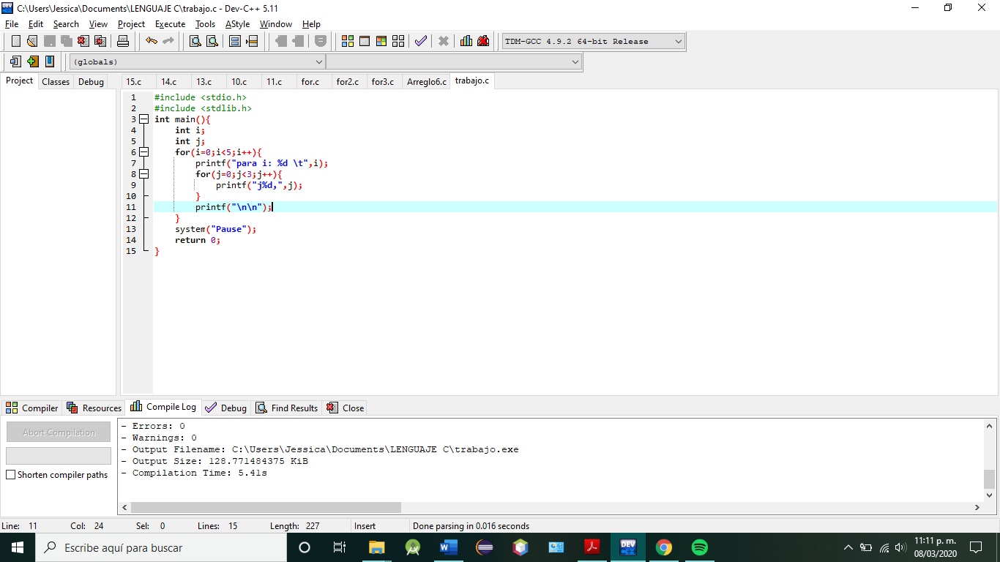 C:\Users\Jessica\Documents\LENGUAJE C\trabajo.c - Dev-C++ 5.11
File Edit Search View Project Execute Tools AStyle Window Help
TDM-GCC 4.9.2 64-bit Release
(globals)
Project Classes Debug 15.c 14.c 13.c 10.c 11.c for.c for2.c for3.c Arreglo6.c trabajo.c
1 #include <stdio.h>
2 #include <stdlib.h>
3 int main(){
4 int i;
5 int j;
6 for(i=0;i<5;i++){
7 printf("para i: %d \t",i);
8 for(j=0;j<3;j++){
9 printf("j%d,",j);
10 }
11 printf("\n\n");
12 }
13 system("Pause");
14 return 0;
15 }
Compiler Resources Compile Log Debug Find Results Close
Abort Compilation
Shorten compiler paths
- Errors: 0
- Warnings: 0
- Output Filename: C:\Users\Jessica\Documents\LENGUAJE C\trabajo.exe
- Output Size: 128.771484375 KiB
- Compilation Time: 5.41s
Line: 11 Col: 24 Sel: 0 Lines: 15 Length: 227 Insert Done parsing in 0.016 seconds
Escribe aquí para buscar
11:11 p. m.
08/03/2020